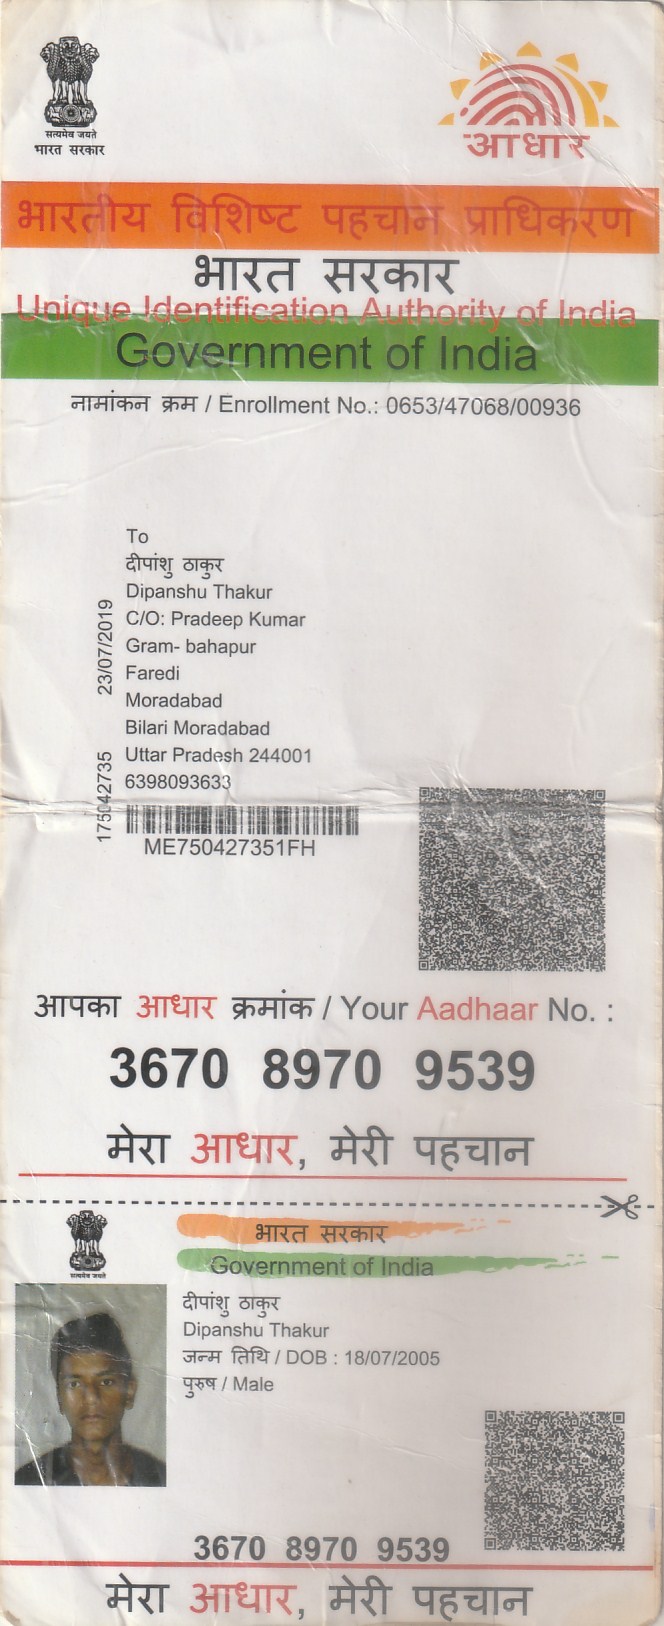 सत्यमेव जयते
भारत सरकार
आधार
भारतीय विशिष्ट पहचान प्राधिकरण
भारत सरकार
Unique Identification Authority of India
Government of India
नामांकन क्रम / Enrollment No.: 0653/47068/00936
To
दीपांशु ठाकुर
Dipanshu Thakur
C/O: Pradeep Kumar
Gram- bahapur
Faredi
Moradabad
Bilari Moradabad
Uttar Pradesh 244001
6398093633
23/07/2019
175042735
ME750427351FH
आपका आधार क्रमांक / Your Aadhaar No. :
3670 8970 9539
मेरा आधार, मेरी पहचान
सत्यमेव जयते
भारत सरकार
Government of India
दीपांशु ठाकुर
Dipanshu Thakur
जन्म तिथि / DOB : 18/07/2005
पुरुष / Male
3670 8970 9539
मेरा आधार, मेरी पहचान